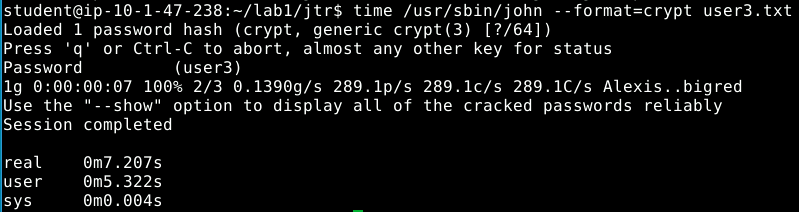 student@ip-10-1-47-238:~/lab1/jtr$ time /usr/sbin/john --format=crypt user3.txt
Loaded 1 password hash (crypt, generic crypt(3) [?/64])
Press 'q' or Ctrl-C to abort, almost any other key for status
Password         (user3)
1g 0:00:00:07 100% 2/3 0.1390g/s 289.1p/s 289.1c/s 289.1C/s Alexis..bigred
Use the "--show" option to display all of the cracked passwords reliably
Session completed
real    0m7.207s
user    0m5.322s
sys     0m0.004s